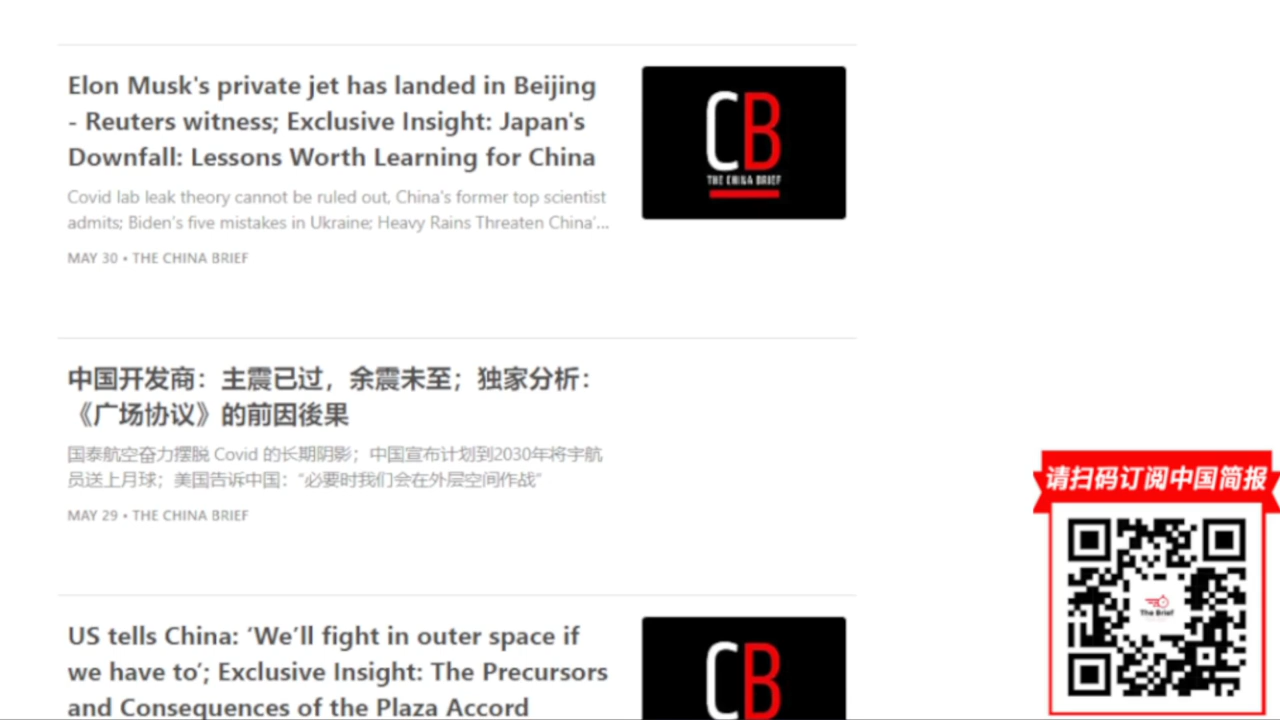 Elon Musk's private jet has landed in Beijing
- Reuters witness; Exclusive Insight: Japan's
Downfall: Lessons Worth Learning for China
Covid lab leak theory cannot be ruled out, China's former top scientist
admits; Biden's five mistakes in Ukraine; Heavy Rains Threaten China'...
MAY 30 • THE CHINA BRIEF
CB
THE CHINA BRIEF
中国开发商：主震已过，余震未至；独家分析：
《广场协议》的前因後果
国泰航空奋力摆脱 Covid 的长期阴影；中国宣布计划到2030年将宇航
员送上月球；美国告诉中国：“必要时我们会在外层空间作战”
MAY 29 • THE CHINA BRIEF
US tells China: ‘We’ll fight in outer space if
we have to’; Exclusive Insight: The Precursors
and Consequences of the Plaza Accord
CB
请扫码订阅中国简报
The Brief